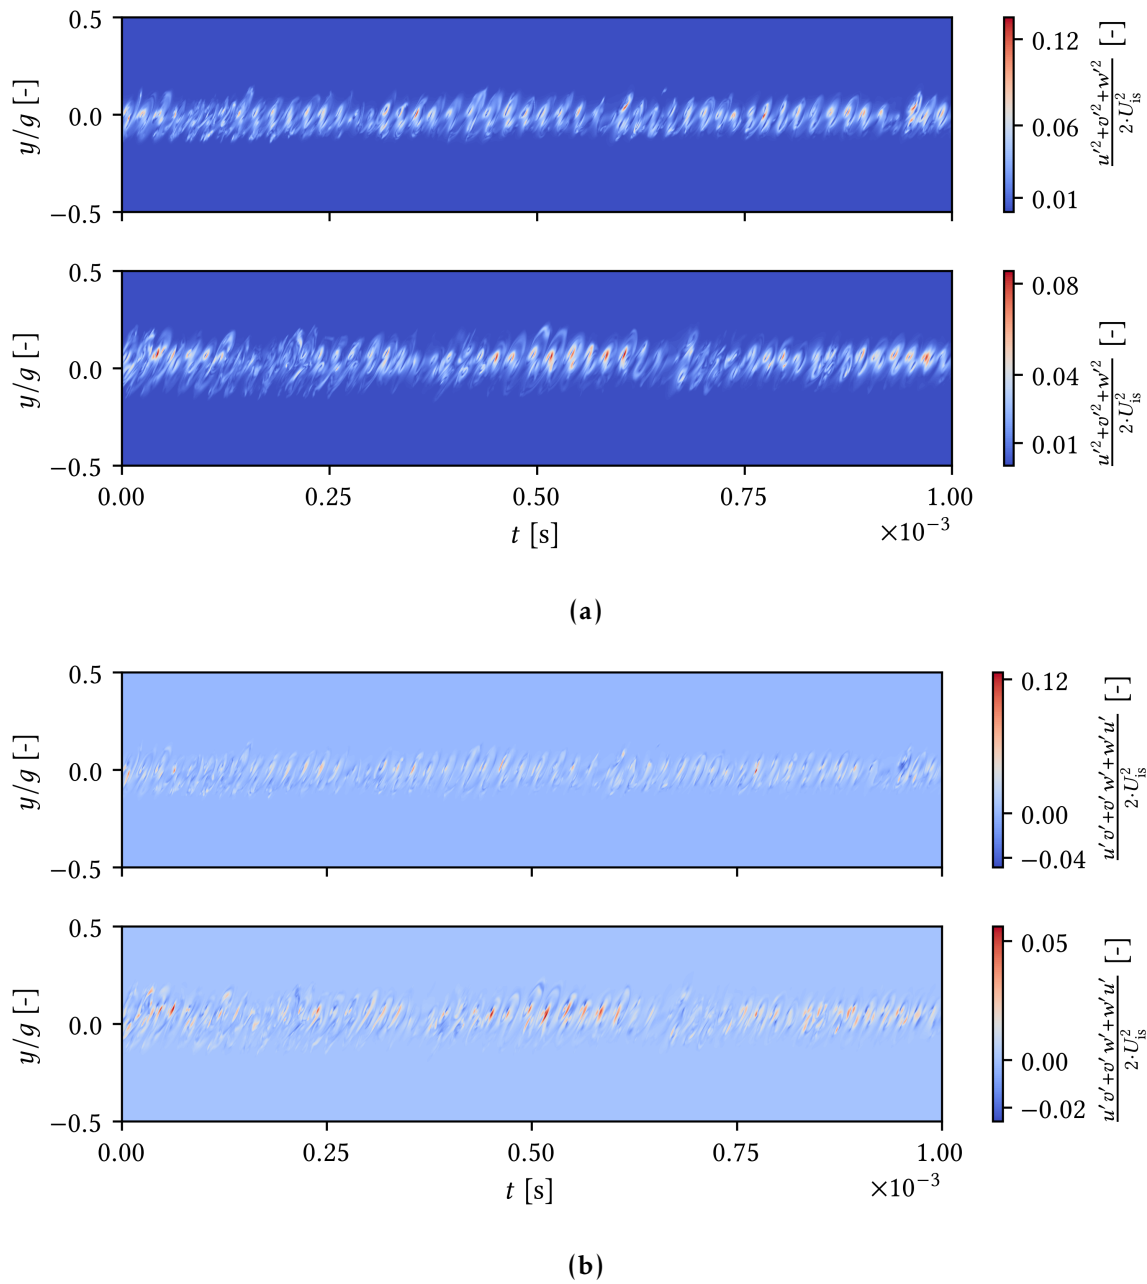 0.5
0.0
−0.5
y/g [-]
0.12
0.06
0.01
u′²+v′²+w′² / 2·U²is [-]
0.5
0.0
−0.5
y/g [-]
0.08
0.04
0.01
u′²+v′²+w′² / 2·U²is [-]
0.00 0.25 0.50 0.75 1.00
t [s] ×10⁻³
(a)
0.5
0.0
−0.5
y/g [-]
0.12
0.00
−0.04
u′v′+v′w′+w′u′ / 2·U²is [-]
0.5
0.0
−0.5
y/g [-]
0.05
0.00
−0.02
u′v′+v′w′+w′u′ / 2·U²is [-]
0.00 0.25 0.50 0.75 1.00
t [s] ×10⁻³
(b)